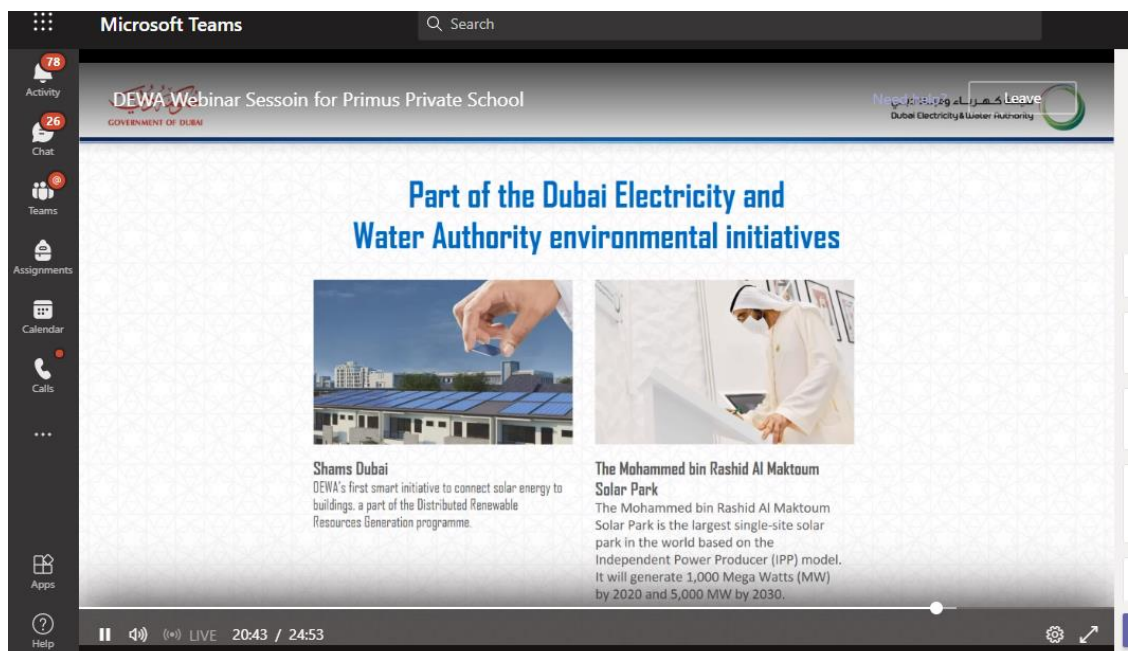 Microsoft Teams
Search
78
Activity
26
Chat
@
Teams
Assignments
Calendar
Calls
Apps
Help
DEWA Webinar Sessoin for Primus Private School
GOVERNMENT OF DUBAI
Need help?
Leave
Dubai Electricity & Water Authority
Part of the Dubai Electricity and
Water Authority environmental initiatives
Shams Dubai
DEWA's first smart initiative to connect solar energy to
buildings, a part of the Distributed Renewable
Resources Generation programme.
The Mohammed bin Rashid Al Maktoum
Solar Park
The Mohammed bin Rashid Al Maktoum
Solar Park is the largest single-site solar
park in the world based on the
Independent Power Producer (IPP) model.
It will generate 1,000 Mega Watts (MW)
by 2020 and 5,000 MW by 2030.
LIVE 20:43 / 24:53